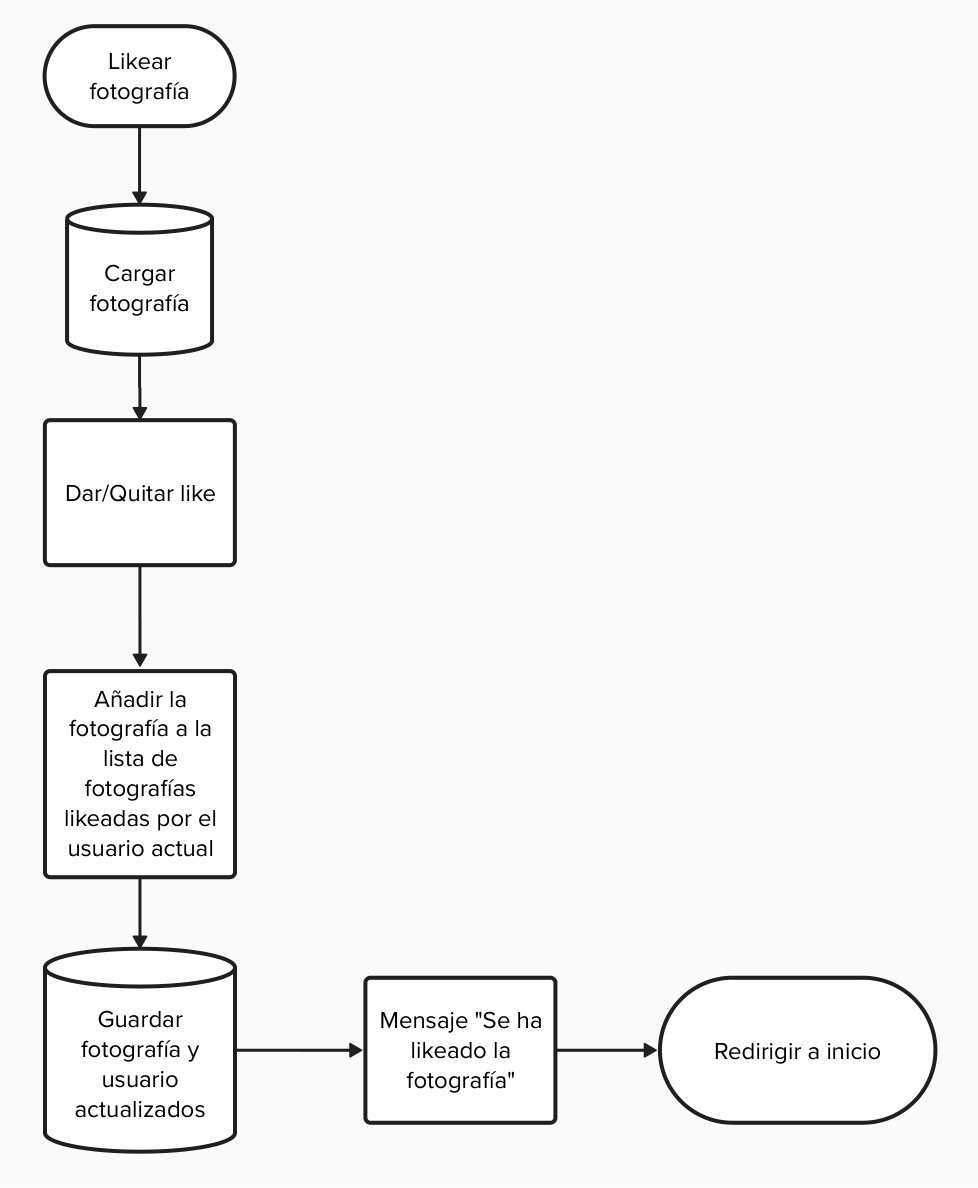 Likear
fotografía
Cargar
fotografía
Dar/Quitar like
Añadir la
fotografía a la
lista de
fotografías
likeadas por el
usuario actual
Guardar
fotografía y
usuario
actualizados
Mensaje "Se ha
likeado la
fotografía"
Redirigir a inicio